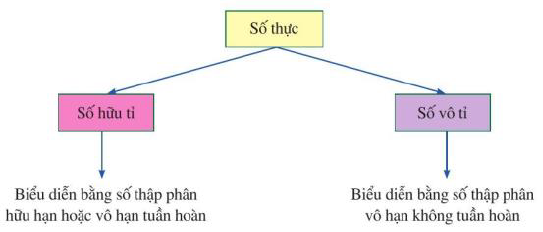 Số thực
Số hữu tỉ
Số vô tỉ
Biểu diễn bằng số thập phân
hữu hạn hoặc vô hạn tuần hoàn
Biểu diễn bằng số thập phân
vô hạn không tuần hoàn